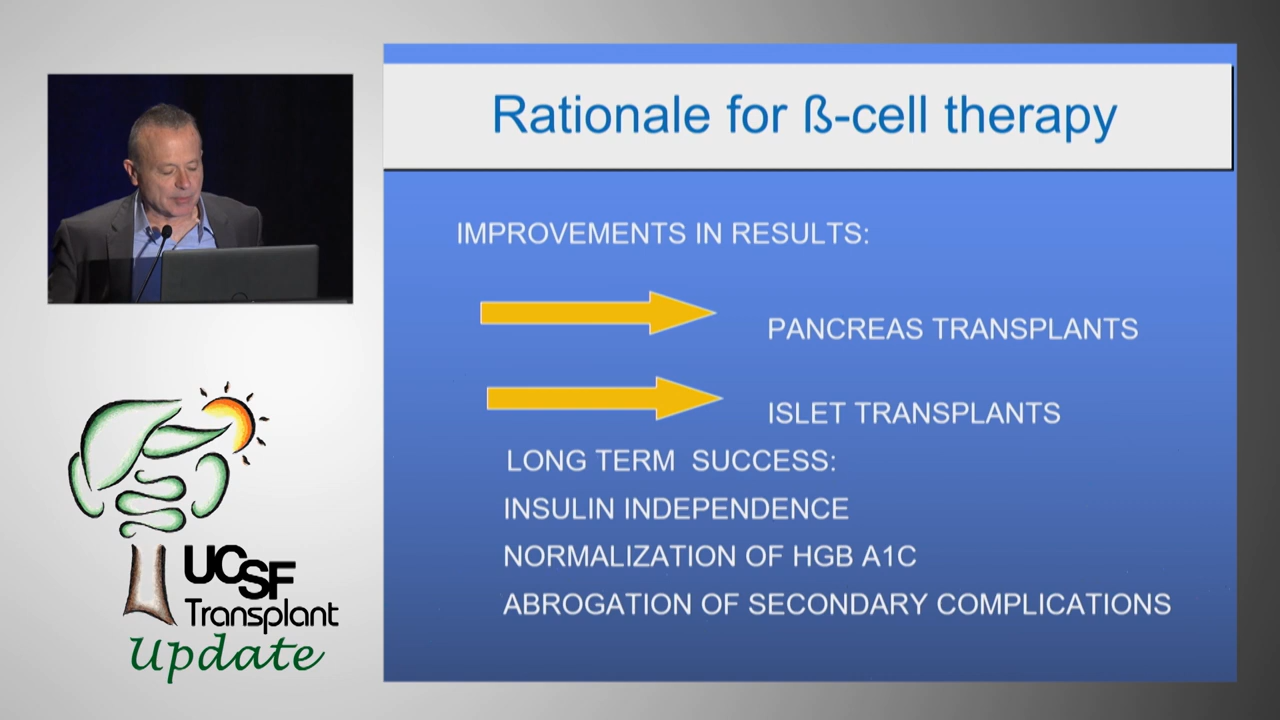 Rationale for ß-cell therapy
IMPROVEMENTS IN RESULTS:
PANCREAS TRANSPLANTS
ISLET TRANSPLANTS
LONG TERM SUCCESS:
INSULIN INDEPENDENCE
NORMALIZATION OF HGB A1C
ABROGATION OF SECONDARY COMPLICATIONS
UCSF
Transplant
Update